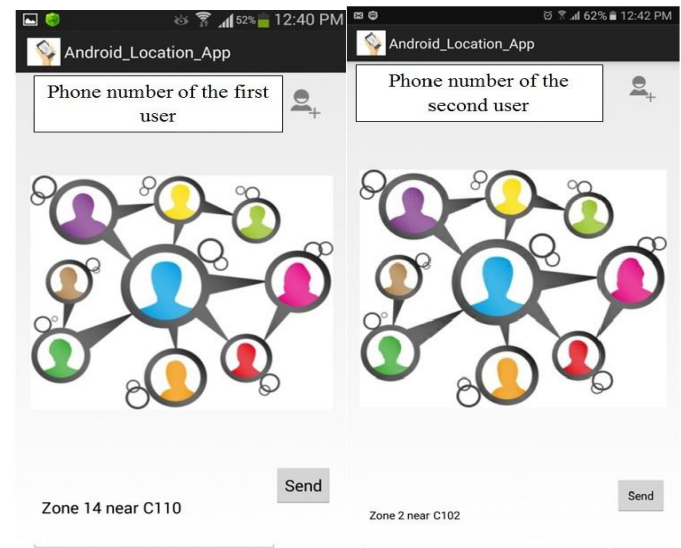 52% 12:40 PM
Android_Location_App
Phone number of the first
user
Send
Zone 14 near C110
62% 12:42 PM
Android_Location_App
Phone number of the
second user
Send
Zone 2 near C102